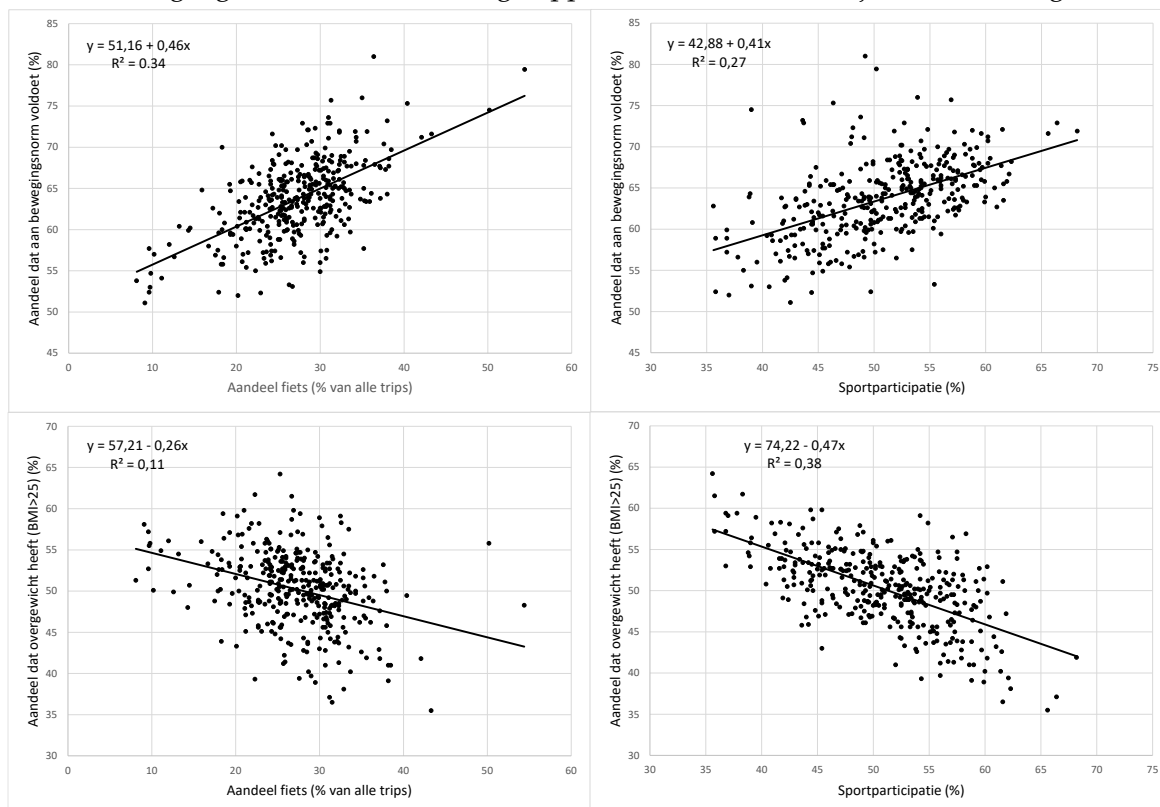 y = 51,16 + 0,46x
R² = 0.34
Aandeel dat aan bewegingsnorm voldoet (%)
85
80
75
70
65
60
55
50
45
0 10 20 30 40 50 60
Aandeel fiets (% van alle trips)
y = 42,88 + 0,41x
R² = 0,27
Aandeel dat aan bewegingsnorm voldoet (%)
85
80
75
70
65
60
55
50
45
30 35 40 45 50 55 60 65 70 75
Sportparticipatie (%)
y = 57,21 - 0,26x
R² = 0,11
Aandeel dat overgewicht heeft (BMI>25) (%)
70
65
60
55
50
45
40
35
30
0 10 20 30 40 50 60
Aandeel fiets (% van alle trips)
y = 74,22 - 0,47x
R² = 0,38
Aandeel dat overgewicht heeft (BMI>25) (%)
70
65
60
55
50
45
40
35
30
30 35 40 45 50 55 60 65 70 75
Sportparticipatie (%)